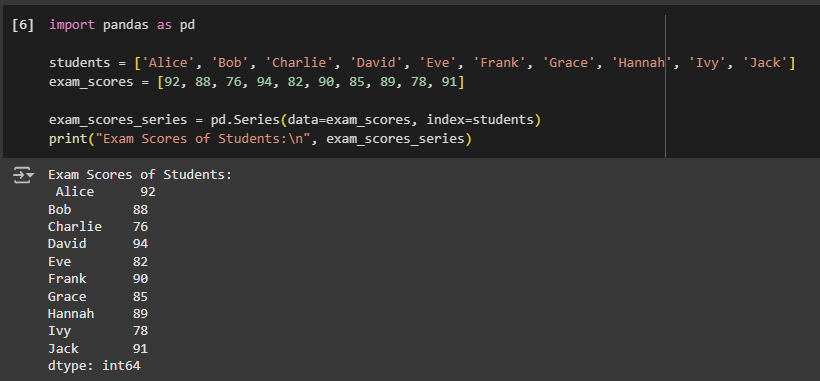 [6] import pandas as pd
students = ['Alice', 'Bob', 'Charlie', 'David', 'Eve', 'Frank', 'Grace', 'Hannah', 'Ivy', 'Jack']
exam_scores = [92, 88, 76, 94, 82, 90, 85, 89, 78, 91]
exam_scores_series = pd.Series(data=exam_scores, index=students)
print("Exam Scores of Students:\n", exam_scores_series)
Exam Scores of Students:
 Alice      92
Bob        88
Charlie    76
David      94
Eve        82
Frank      90
Grace      85
Hannah     89
Ivy        78
Jack       91
dtype: int64